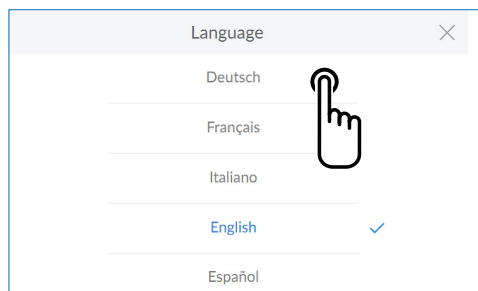 Language
Deutsch
Français
Italiano
English
Español